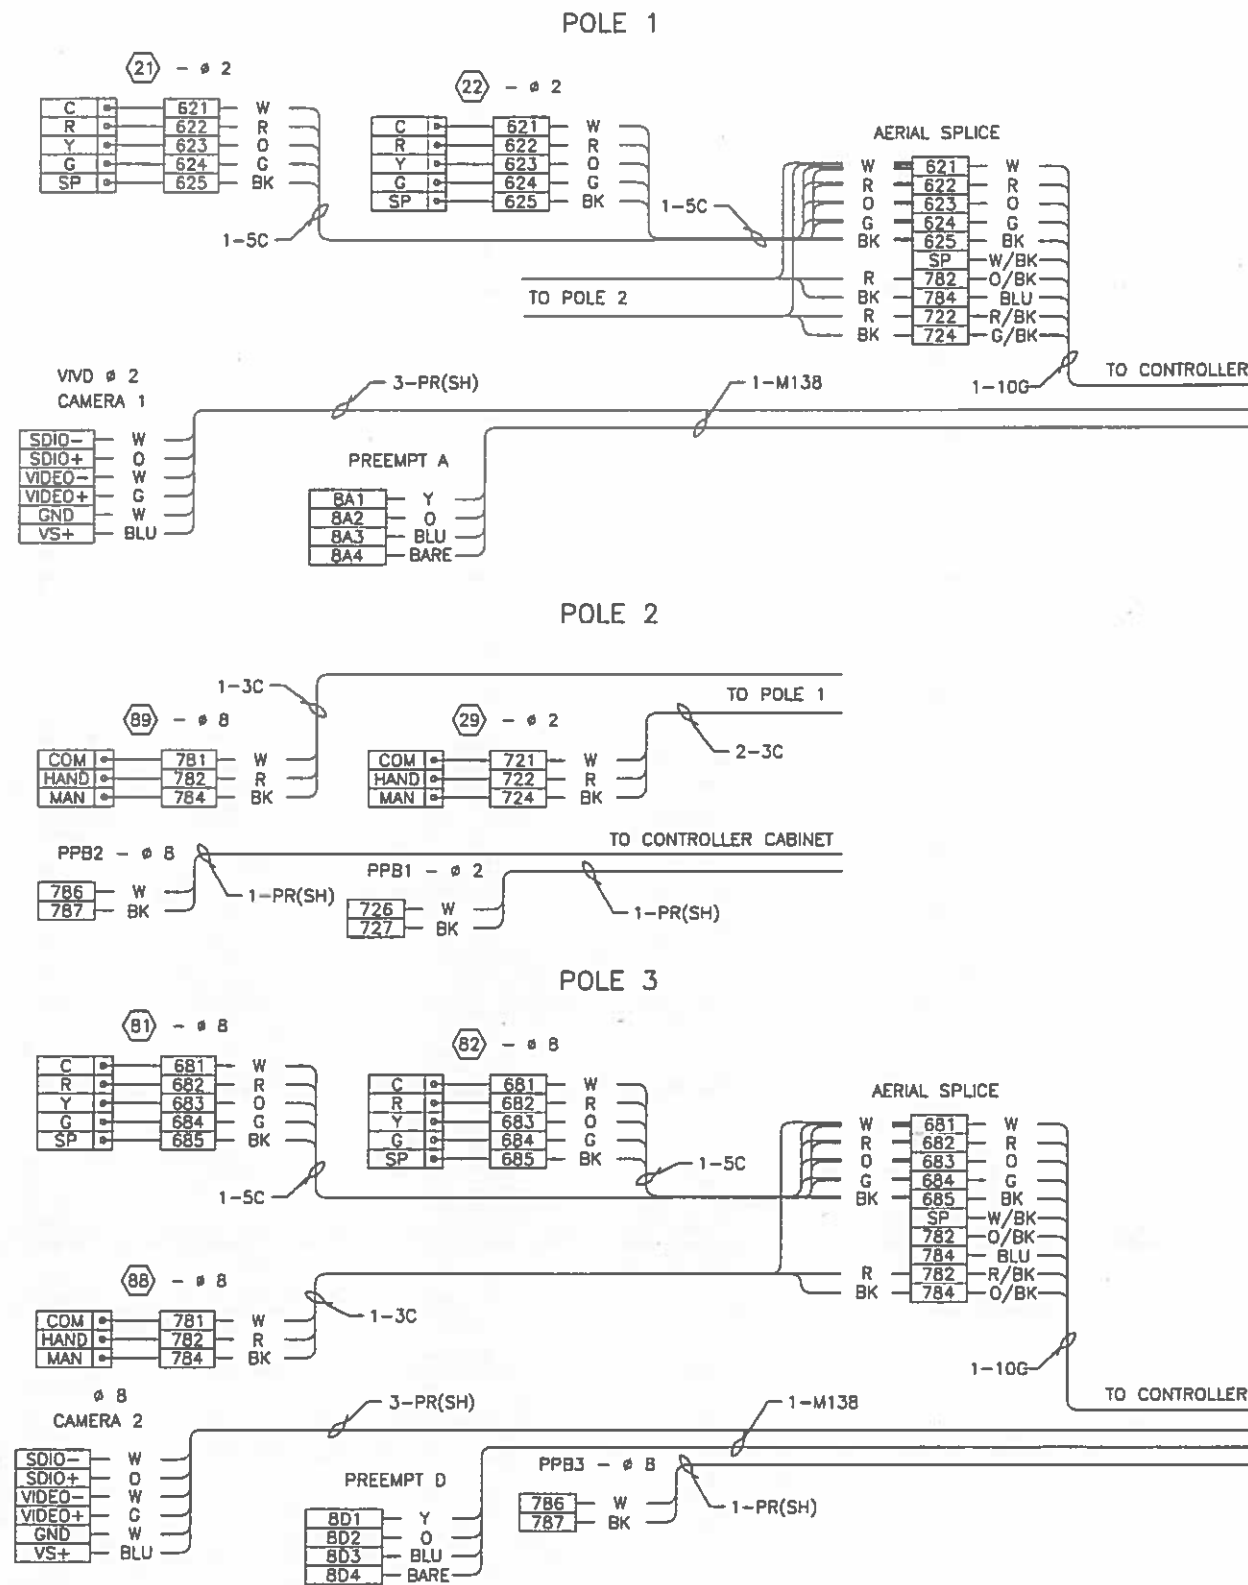 POLE 1
21 - ø 2
C 621 W
R 622 R
Y 623 O
G 624 G
SP 625 BK
1-5C
22 - ø 2
C 621 W
R 622 R
Y 623 O
G 624 G
SP 625 BK
1-5C
AERIAL SPLICE
W 621 W
R 622 R
O 623 O
G 624 G
BK 625 BK
SP W/BK
R 782 O/BK
BK 784 BLU
R 722 R/BK
BK 724 G/BK
TO POLE 2
1-10G
TO CONTROLLER
VIVD ø 2
CAMERA 1
3-PR(SH)
1-M138
SDIO- W
SDIO+ O
VIDEO- W
VIDEO+ G
GND W
VS+ BLU
PREEMPT A
8A1 Y
8A2 O
8A3 BLU
8A4 BARE
POLE 2
1-3C
TO POLE 1
89 - ø 8
COM 781 W
HAND 782 R
MAN 784 BK
29 - ø 2
COM 721 W
HAND 722 R
MAN 724 BK
2-3C
TO CONTROLLER CABINET
PPB2 - ø 8
786 W
787 BK
1-PR(SH)
PPB1 - ø 2
726 W
727 BK
1-PR(SH)
POLE 3
81 - ø 8
C 681 W
R 682 R
Y 683 O
G 684 G
SP 685 BK
1-5C
82 - ø 8
C 681 W
R 682 R
Y 683 O
G 684 G
SP 685 BK
1-5C
AERIAL SPLICE
W 681 W
R 682 R
O 683 O
G 684 G
BK 685 BK
SP W/BK
782 O/BK
784 BLU
R 782 R/BK
BK 784 O/BK
88 - ø 8
COM 781 W
HAND 782 R
MAN 784 BK
1-3C
1-10G
TO CONTROLLER
ø 8
CAMERA 2
3-PR(SH)
1-M138
SDIO- W
SDIO+ O
VIDEO- W
VIDEO+ G
GND W
VS+ BLU
PREEMPT D
8D1 Y
8D2 O
8D3 BLU
8D4 BARE
PPB3 - ø 8
786 W
787 BK
1-PR(SH)